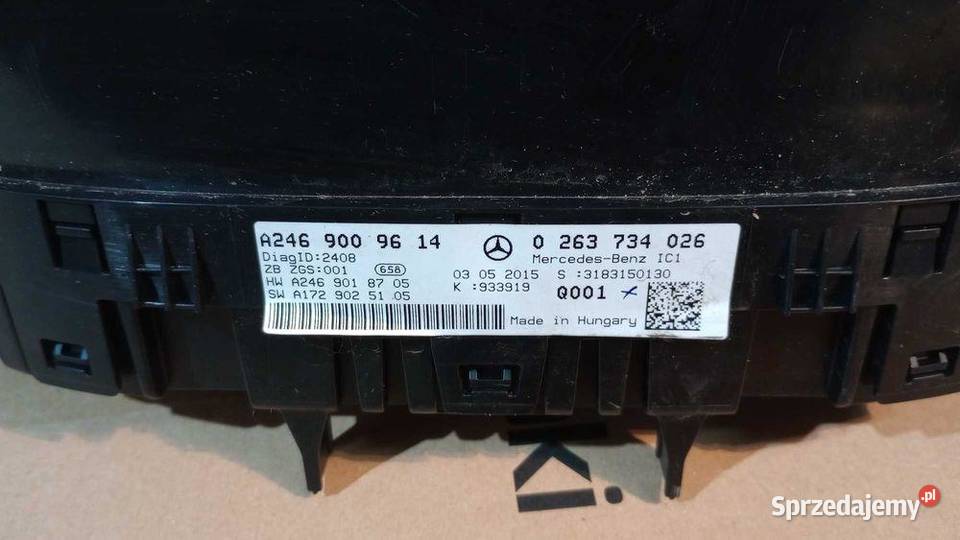 A246 900 96 14
DiagID:2408
ZB ZGS:001 658
HW A246 901 87 05
SW A172 902 51 05
0 263 734 026
Mercedes-Benz IC1
03 05 2015 S :3183150130
K :933919 Q001
Made in Hungary
K.
Sprzedajemy.pl